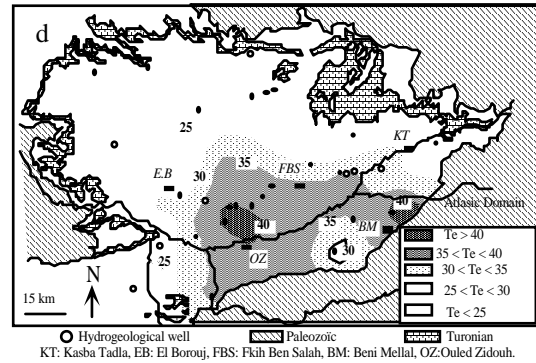 d
KT
25
35
E.B
30
FBS
40
35
BM
40
Atlasic Domain
OZ
30
25
N
15 km
Te > 40
35 < Te < 40
30 < Te < 35
25 < Te < 30
Te < 25
Hydrogeological well
Paleozoïc
Turonian
KT: Kasba Tadla, EB: El Borouj, FBS: Fkih Ben Salah, BM: Beni Mellal, OZ:Ouled Zidouh.